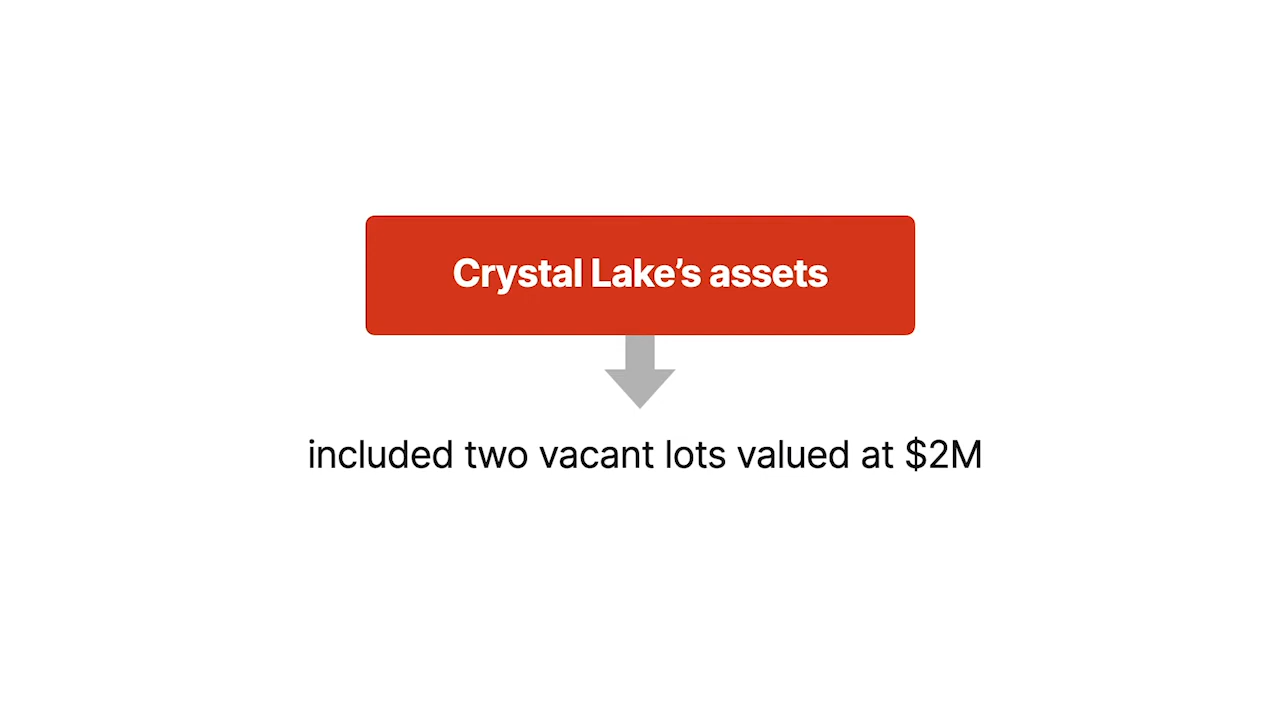 Crystal Lake’s assets
included two vacant lots valued at $2M